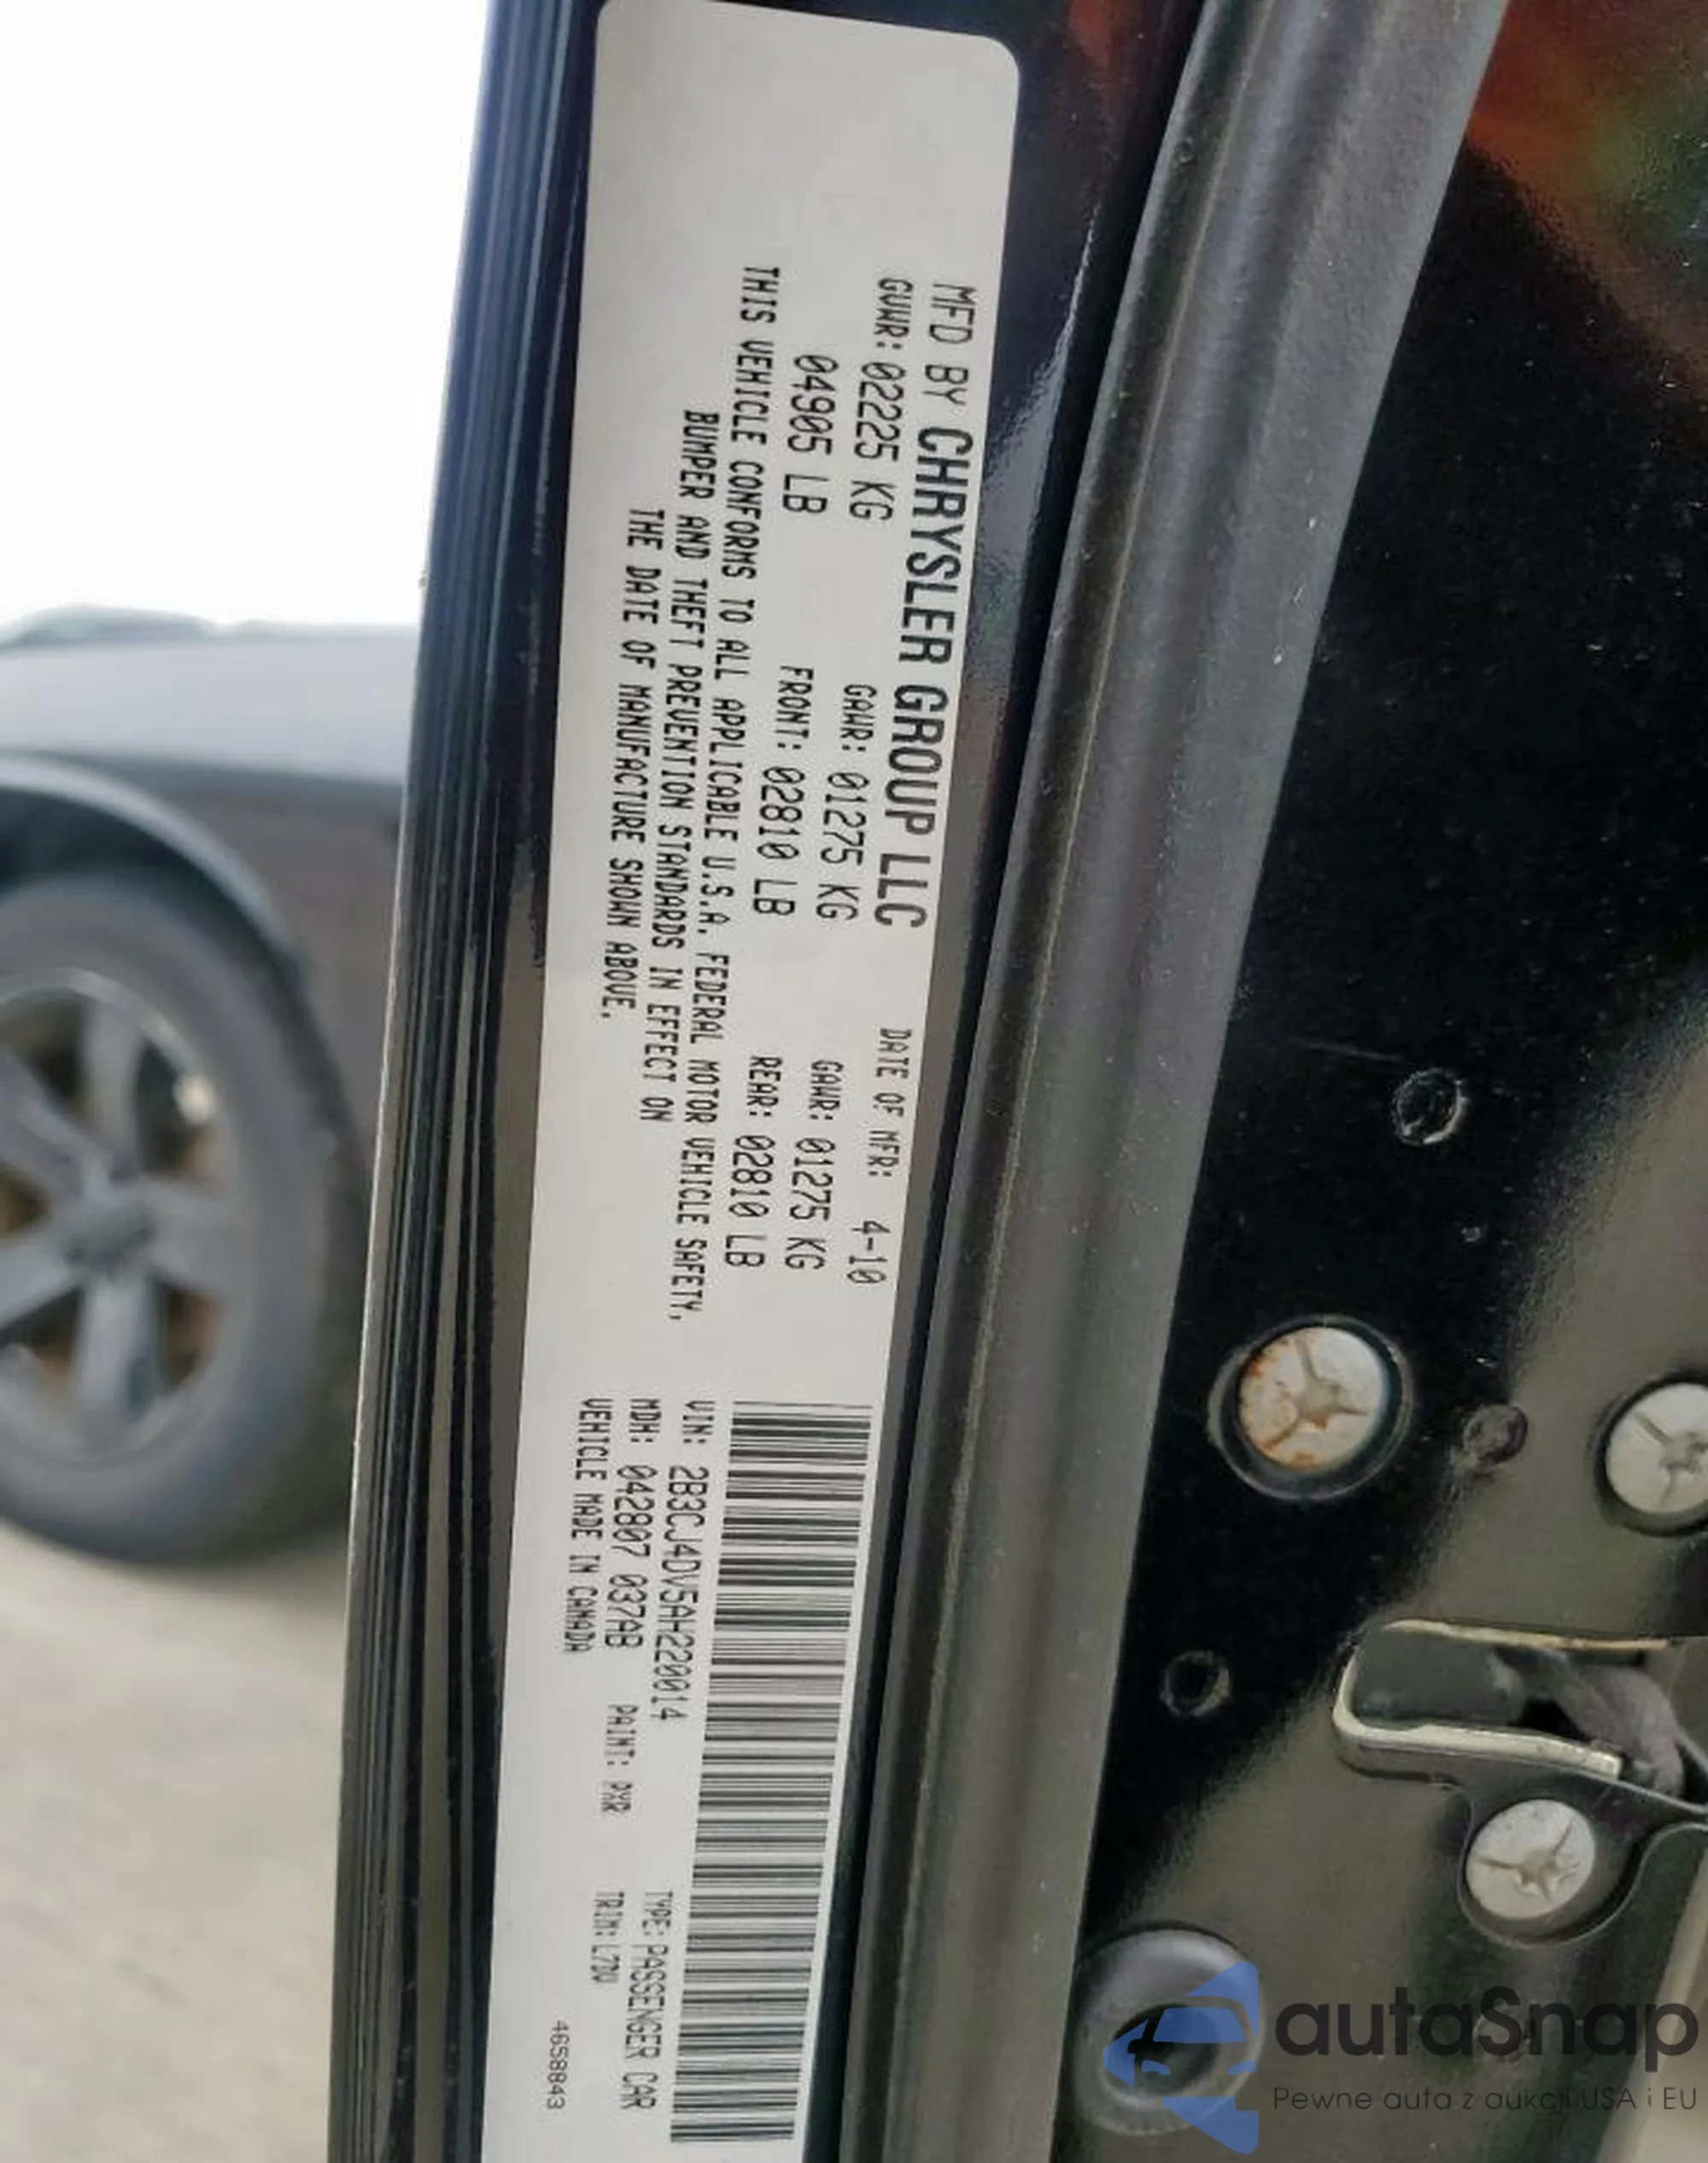 MFD BY CHRYSLER GROUP LLC DATE OF MFR: 4-10
GVWR: 02225 KG GAWR: 01275 KG GAWR: 01275 KG
04905 LB FRONT: 02810 LB REAR: 02810 LB
THIS VEHICLE CONFORMS TO ALL APPLICABLE U.S.A. FEDERAL MOTOR VEHICLE SAFETY,
BUMPER AND THEFT PREVENTION STANDARDS IN EFFECT ON
THE DATE OF MANUFACTURE SHOWN ABOVE.
VIN: 2B3CJ4DV5AH220014 TYPE: PASSENGER CAR
MDH: 042807 037AB PAINT: PXR TRIM: L7DV
VEHICLE MADE IN CANADA
4658843
autaSnap
Pewne auta z aukcji USA i EU